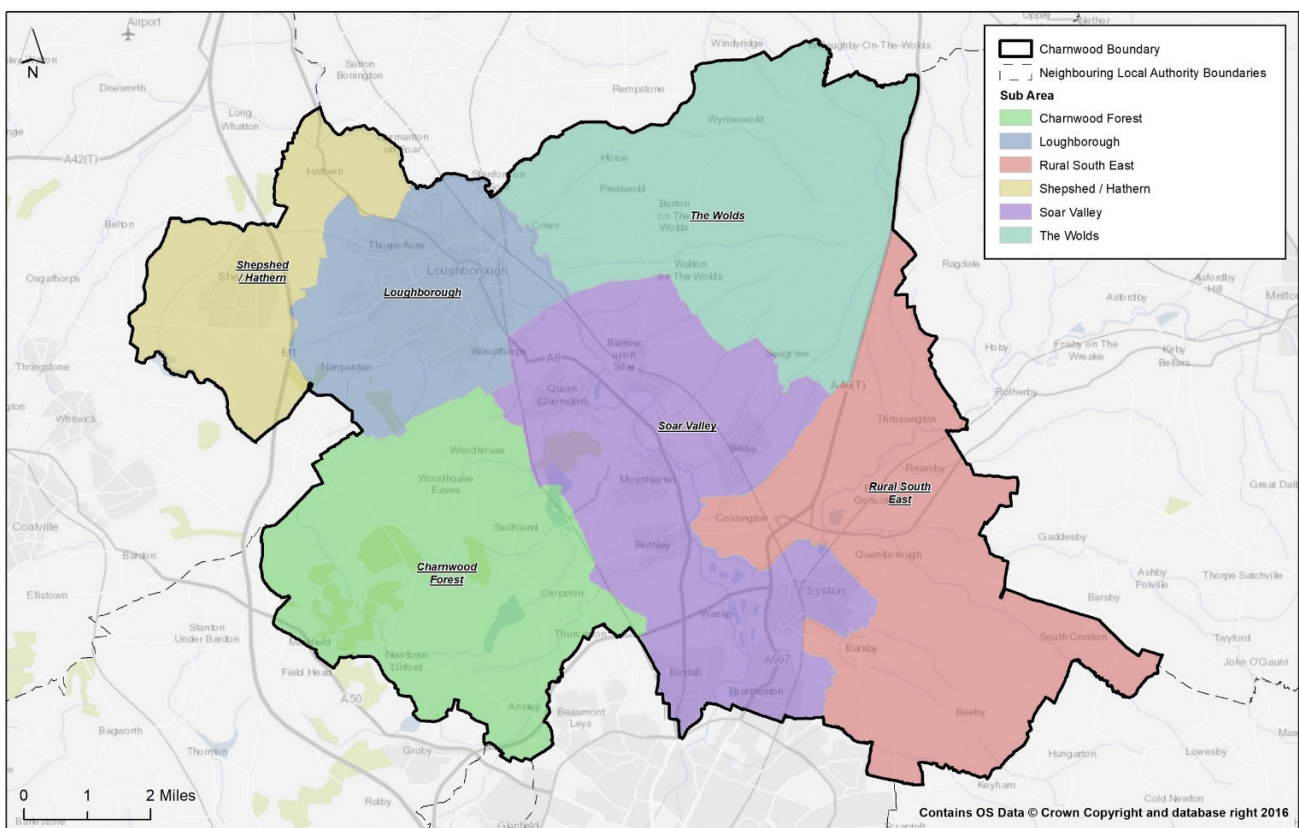 Airport
N
Diseworth
Sutton
Bonington
Windyridge
Rempstone
Wymeswold
Nether
Long
Whatton
A42(T)
Hathern
Hoton
Prestwold
Burton
on The
Wolds
The Wolds
Belton
Osgathorpe
Shepshed
/ Hathern
Thorpe Acre
Loughborough
Loughborough
Cotes
Walton
on The Wolds
Ragdale
Asfordby
Hill
Asfordby
Melton
Hoby
Frisby on The
Wreake
Kirby
Bellars
Rotherby
Thringstone
M1
Nanpantan
Woodthorpe
A6
Barrow
upon
Soar
Seagrave
A46(T)
Quorn
(Quorndon)
Whitwick
Thrussington
Soar Valley
Sileby
Woodhouse
Woodhouse
Eaves
Mountsorrel
Rearsby
Rural South
East
Great Dalby
Coalville
Swithland
Cossington
Bardon
Rothley
Queniborough
Gaddesby
Charnwood
Forest
Ashby
Folville
Thorpe Satchville
Barsby
Ellistown
Cropston
Syston
Wanlip
Stanton
Under Bardon
South Croxton
Twyford
Field Head
Newtown
Linford
Barkby
John O'Gaunt
A50
Birstall
A607
Thurmaston
Anstey
Beaumont
Leys
Beeby
Bagworth
Thornton
Groby
Hungarton
Lowesby
Keyham
Ratby
Cold Newton
Glenfield
0 1 2 Miles
Charnwood Boundary
Neighbouring Local Authority Boundaries
Sub Area
Charnwood Forest
Loughborough
Rural South East
Shepshed / Hathern
Soar Valley
The Wolds
Contains OS Data © Crown Copyright and database right 2016